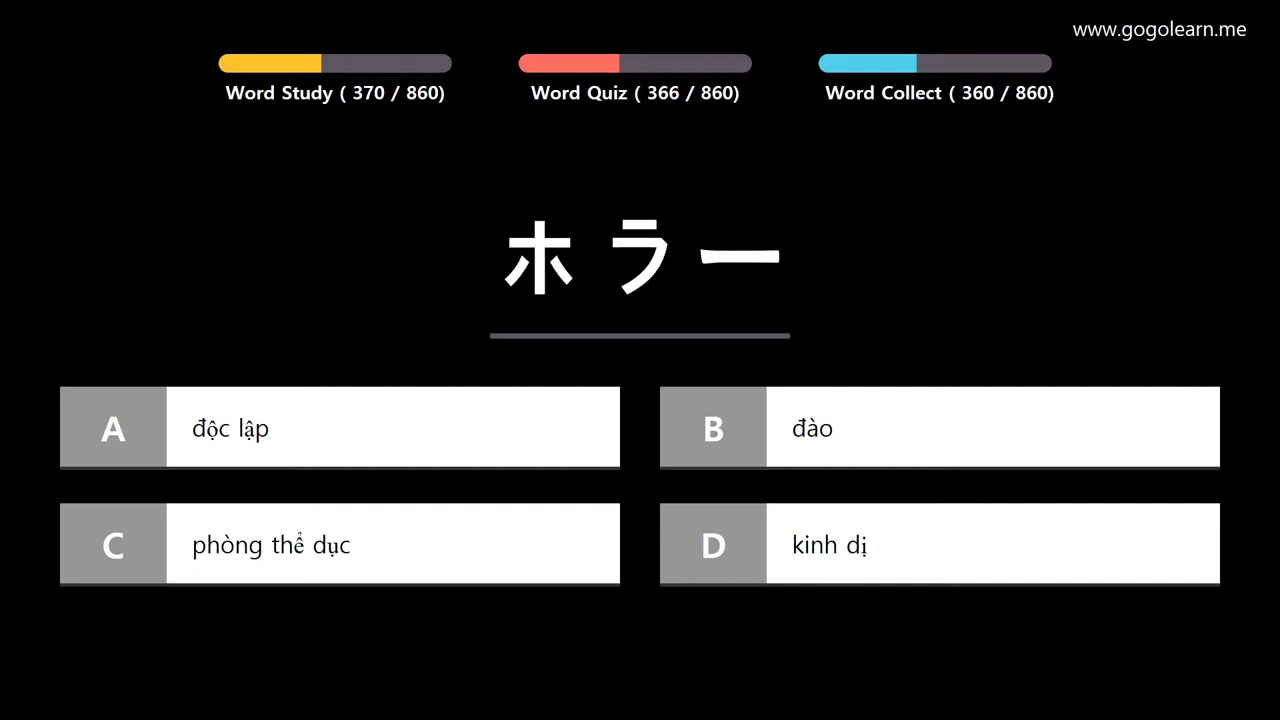 www.gogolearn.me
Word Study ( 370 / 860)
Word Quiz ( 366 / 860)
Word Collect ( 360 / 860)
ホラー
A
độc lập
B
đào
C
phòng thể dục
D
kinh dị